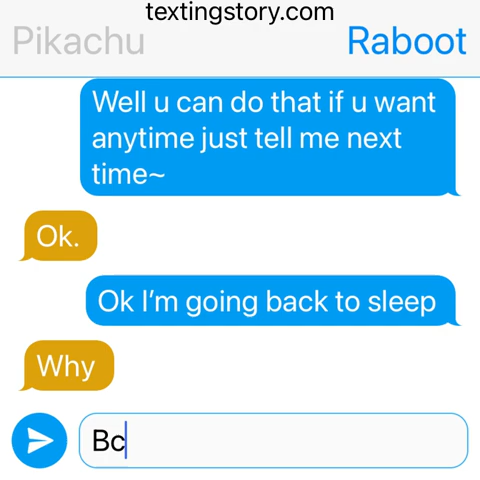 textingstory.com
Pikachu Raboot
Well u can do that if u want
anytime just tell me next
time~
Ok.
Ok I’m going back to sleep
Why
Bc